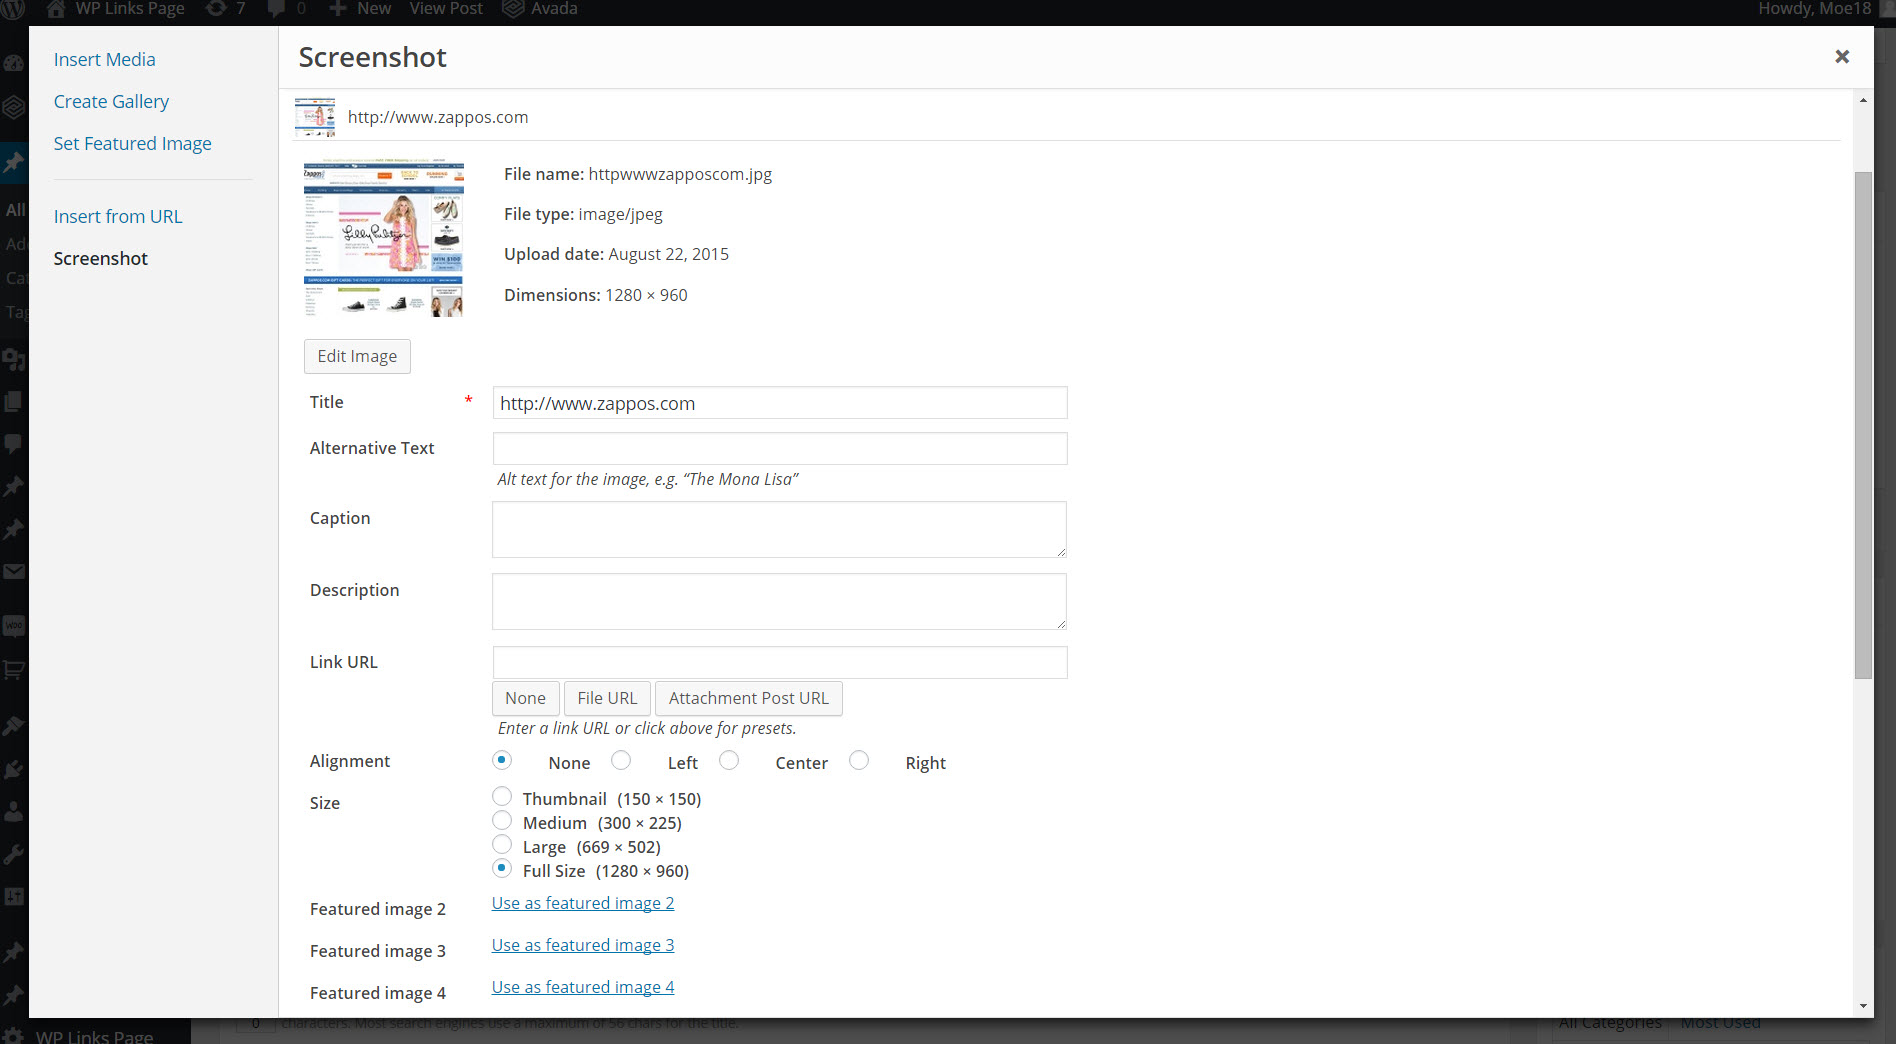 WP Links Page 7 0 New View Post Avada Howdy, Moe18
Insert Media
Create Gallery
Set Featured Image
Insert from URL
Screenshot
All
Screenshot
http://www.zappos.com
Zappos
Lilly Pulitzer
WIN $100
File name: httpwwwzapposcom.jpg
File type: image/jpeg
Upload date: August 22, 2015
Dimensions: 1280 × 960
Edit Image
Title * http://www.zappos.com
Alternative Text
Alt text for the image, e.g. “The Mona Lisa”
Caption
Description
Link URL
None File URL Attachment Post URL
Enter a link URL or click above for presets.
Alignment None Left Center Right
Size Thumbnail (150 × 150)
Medium (300 × 225)
Large (669 × 502)
Full Size (1280 × 960)
Featured image 2 Use as featured image 2
Featured image 3 Use as featured image 3
Featured image 4 Use as featured image 4
0 characters. Most search engines use a maximum of 56 chars for the title.
All Categories Most Used
WP Links Page